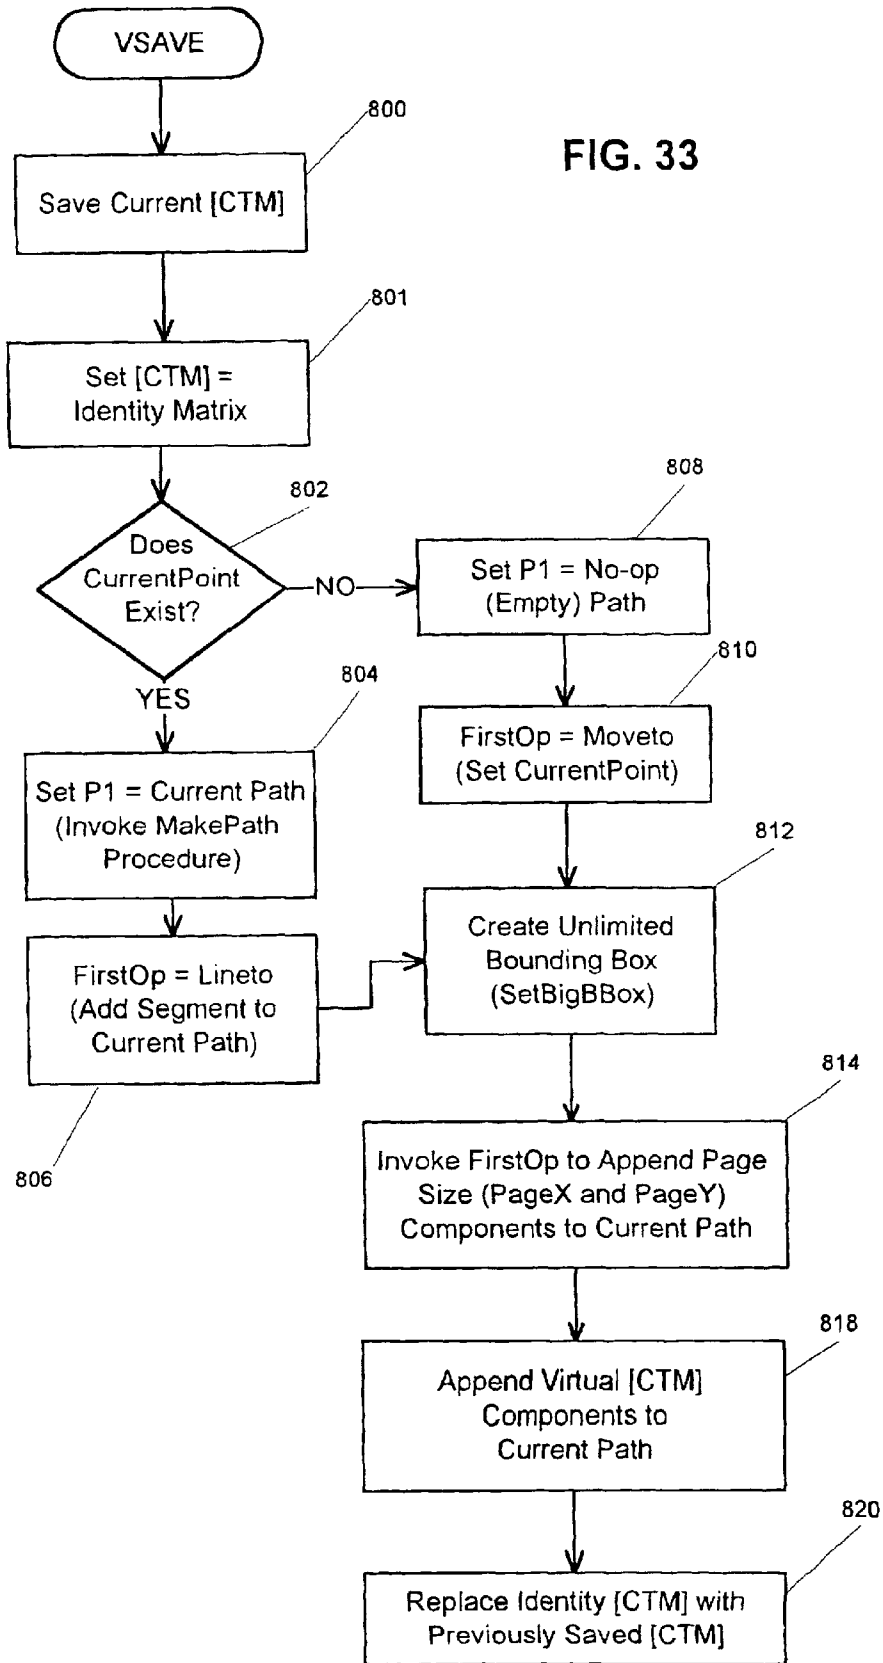 VSAVE
800
FIG. 33
Save Current [CTM]
801
Set [CTM] =
Identity Matrix
802
Does
CurrentPoint
Exist?
NO
808
Set P1 = No-op
(Empty) Path
YES
804
810
FirstOp = Moveto
(Set CurrentPoint)
Set P1 = Current Path
(Invoke MakePath
Procedure)
812
Create Unlimited
Bounding Box
(SetBigBBox)
FirstOp = Lineto
(Add Segment to
Current Path)
806
814
Invoke FirstOp to Append Page
Size (PageX and PageY)
Components to Current Path
818
Append Virtual [CTM]
Components to
Current Path
820
Replace Identity [CTM] with
Previously Saved [CTM]